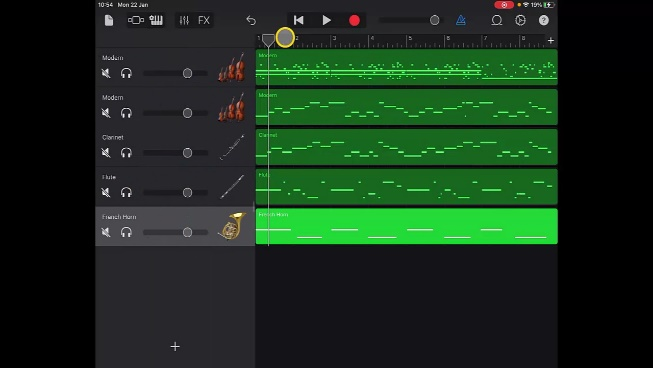 10:54 Mon 22 Jan
19%
FX
?
1 2 3 4 5 6 7 8
+
Modern
Modern
Modern
Modern
Clarinet
Clarinet
Flute
Flute
French Horn
French Horn
+